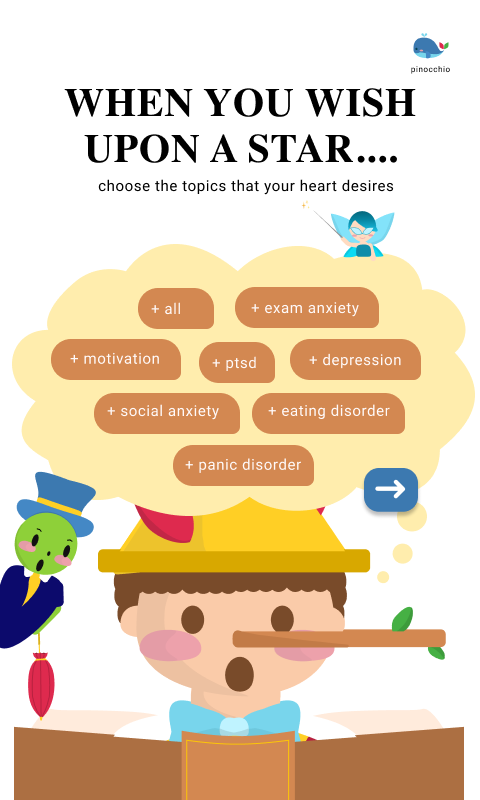 pinocchio
WHEN YOU WISH
UPON A STAR....
choose the topics that your heart desires
+ all
+ exam anxiety
+ motivation
+ ptsd
+ depression
+ social anxiety
+ eating disorder
+ panic disorder